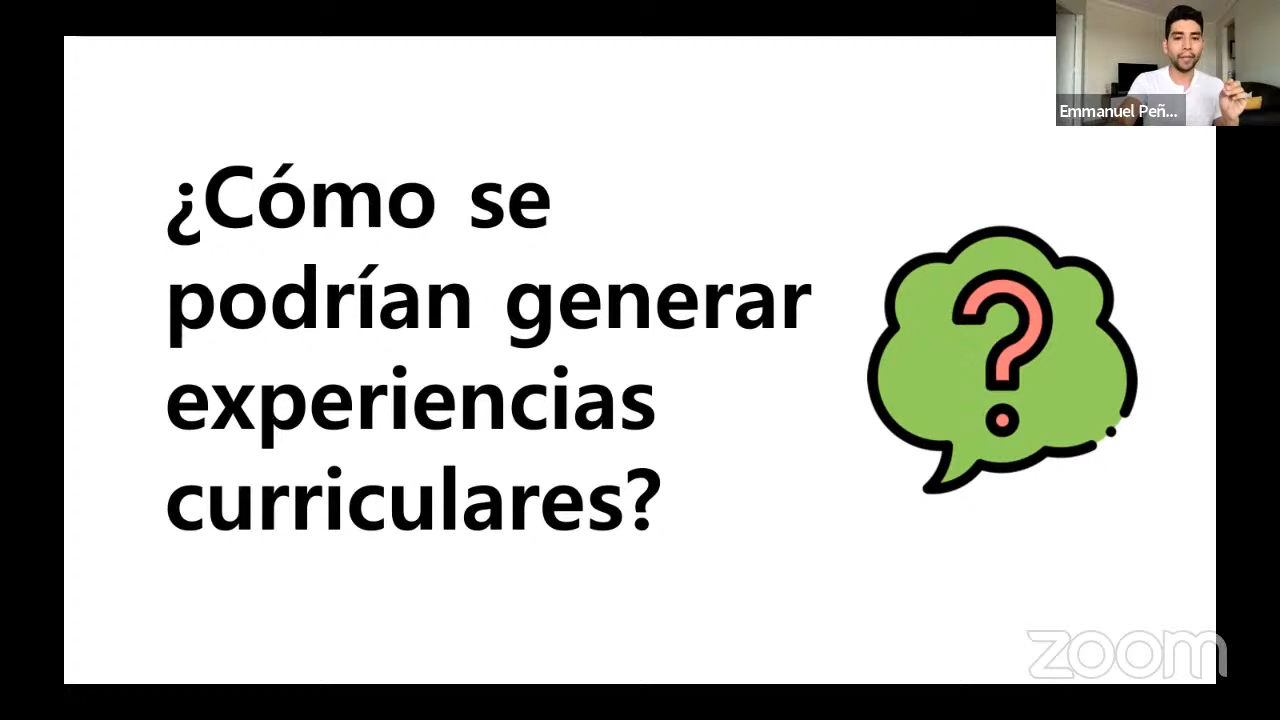 Emmanuel Peñ...
¿Cómo se
podrían generar
experiencias
curriculares?
zoom